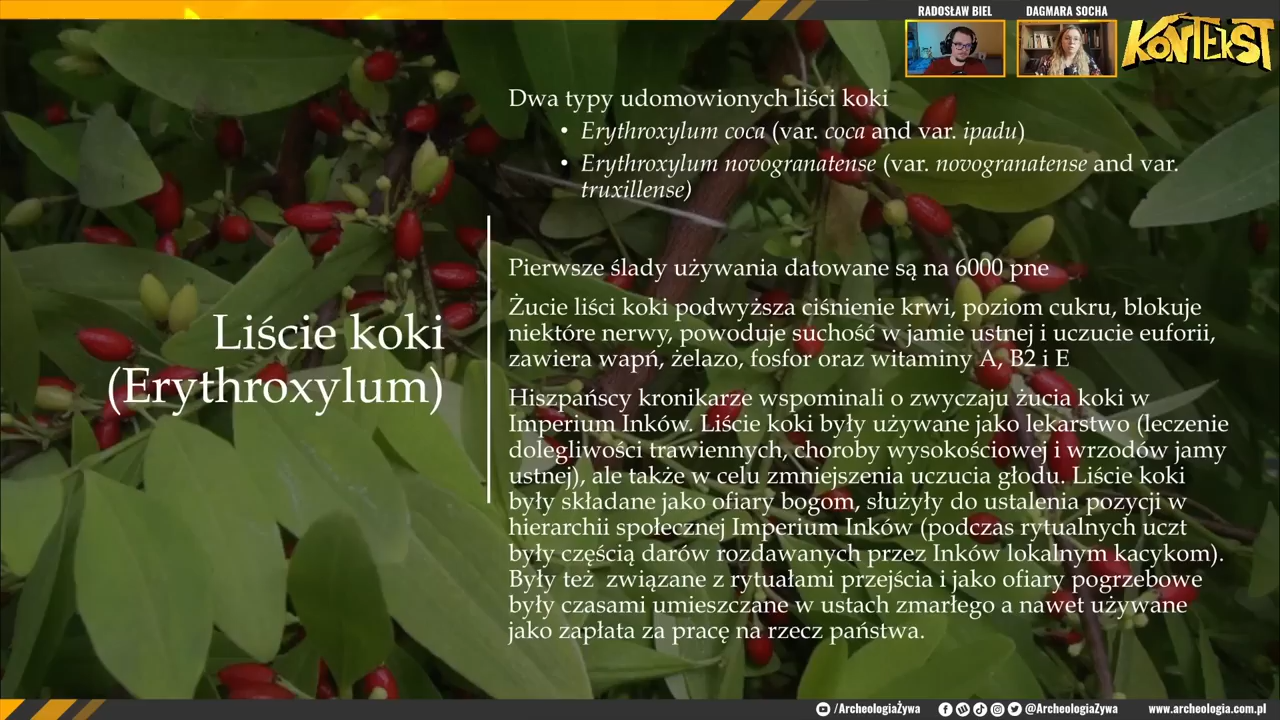 RADOSŁAW BIEL
DAGMARA SOCHA
KONTEKST
Dwa typy udomowionych liści koki
• Erythroxylum coca (var. coca and var. ipadu)
• Erythroxylum novogranatense (var. novogranatense and var.
truxillense)
Liście koki
(Erythroxylum)
Pierwsze ślady używania datowane są na 6000 pne
Żucie liści koki podwyższa ciśnienie krwi, poziom cukru, blokuje
niektóre nerwy, powoduje suchość w jamie ustnej i uczucie euforii,
zawiera wapń, żelazo, fosfor oraz witaminy A, B2 i E
Hiszpańscy kronikarze wspominali o zwyczaju żucia koki w
Imperium Inków. Liście koki były używane jako lekarstwo (leczenie
dolegliwości trawiennych, choroby wysokościowej i wrzodów jamy
ustnej), ale także w celu zmniejszenia uczucia głodu. Liście koki
były składane jako ofiary bogom, służyły do ustalenia pozycji w
hierarchii społecznej Imperium Inków (podczas rytualnych uczt
były częścią darów rozdawanych przez Inków lokalnym kacykom).
Były też związane z rytuałami przejścia i jako ofiary pogrzebowe
były czasami umieszczane w ustach zmarłego a nawet używane
jako zapłata za pracę na rzecz państwa.
/ArcheologiaŻywa
@ArcheologiaZywa
www.archeologia.com.pl